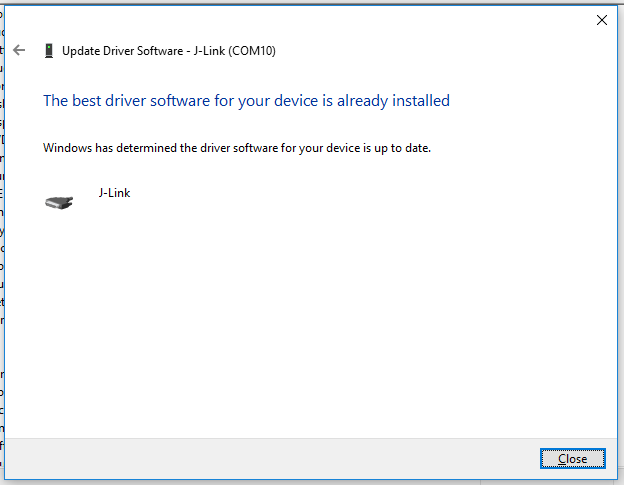 Update Driver Software - J-Link (COM10)
The best driver software for your device is already installed
Windows has determined the driver software for your device is up to date.
J-Link
Close